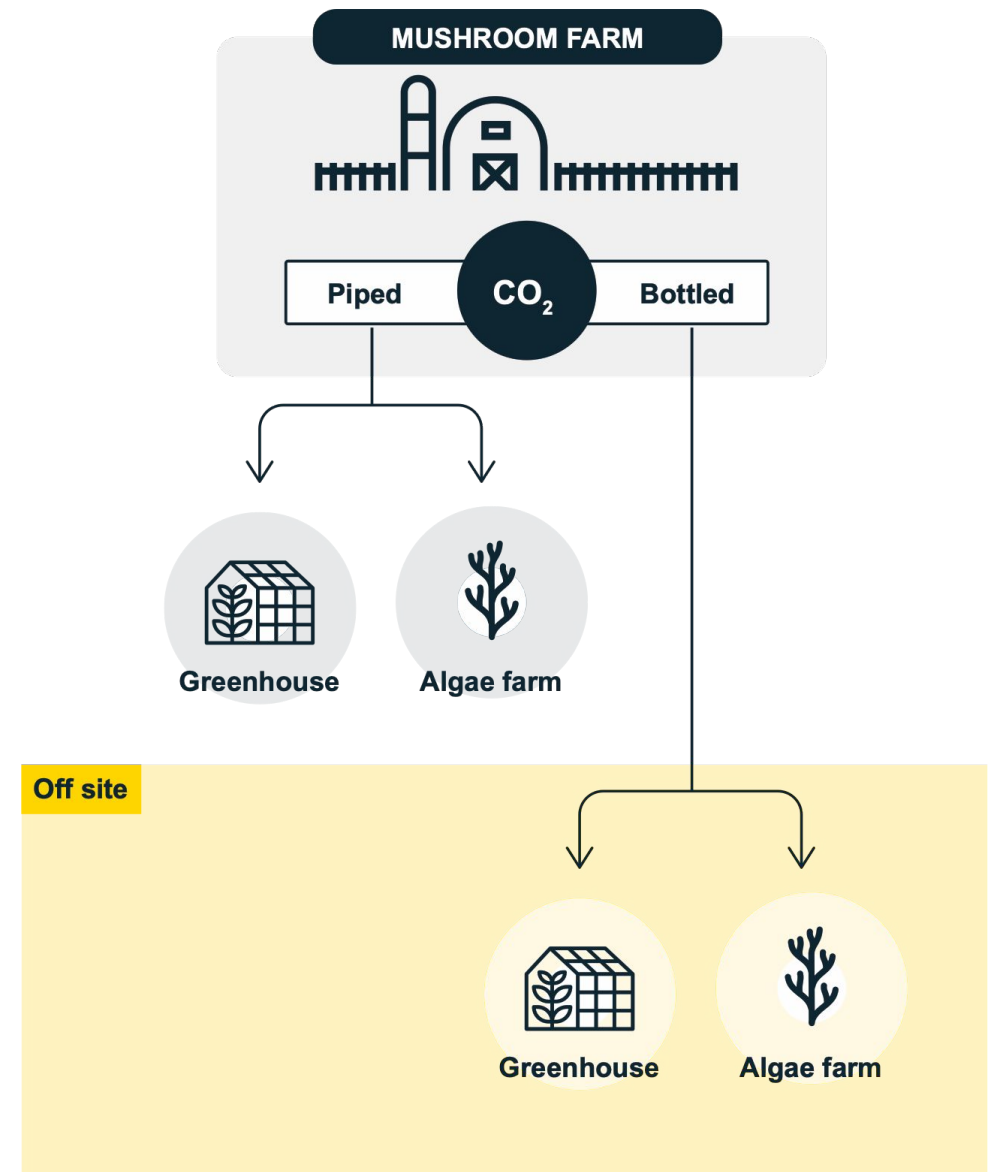 MUSHROOM FARM
Piped
CO₂
Bottled
Greenhouse
Algae farm
Off site
Greenhouse
Algae farm